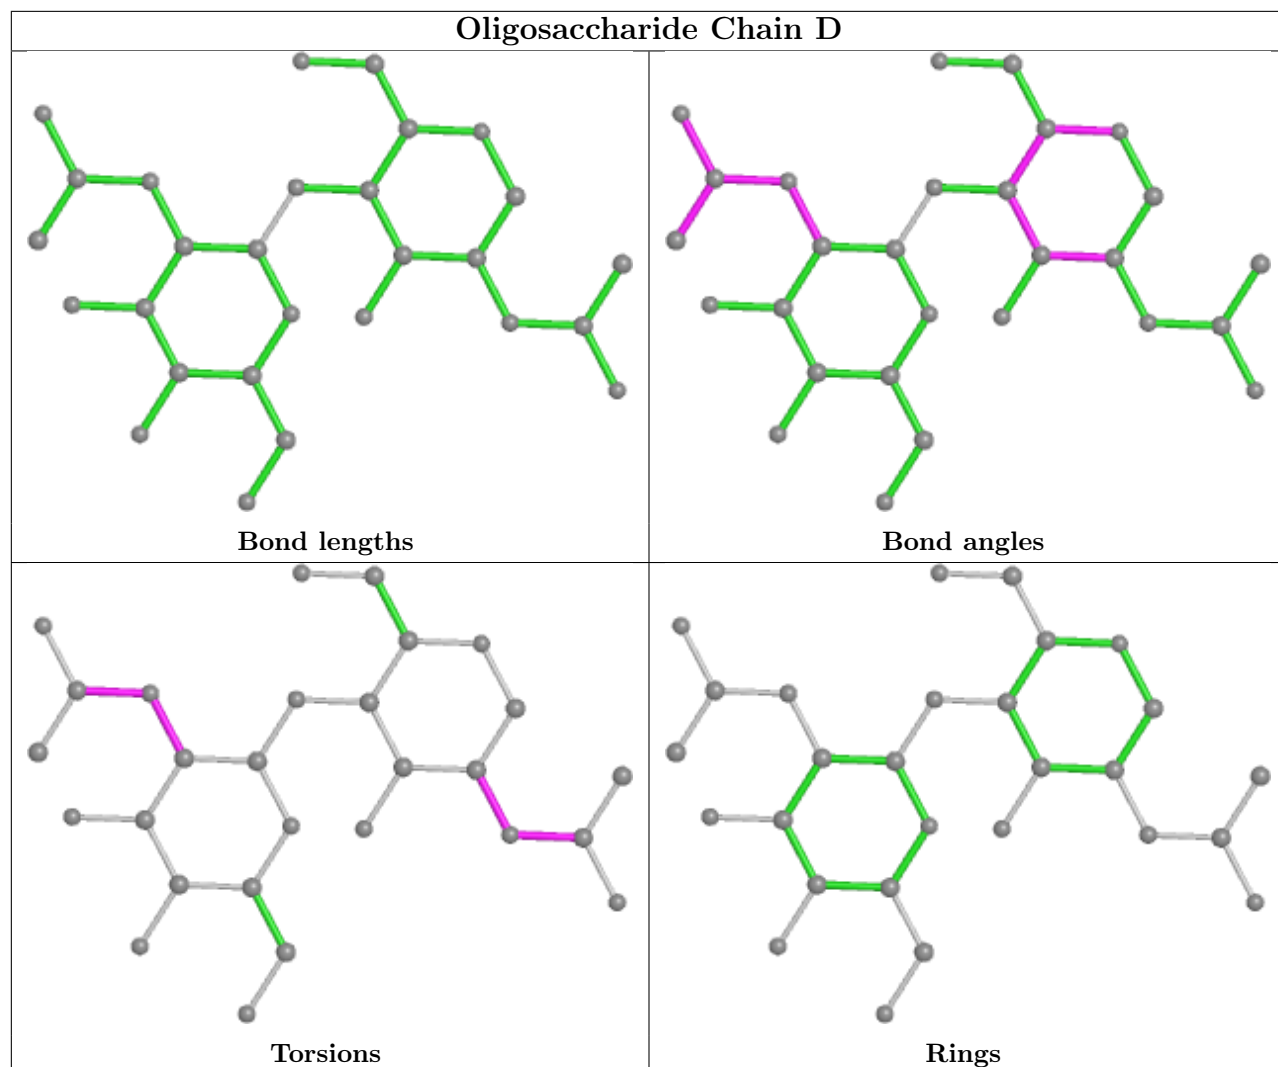 Oligosaccharide Chain D
Bond lengths
Bond angles
Torsions
Rings